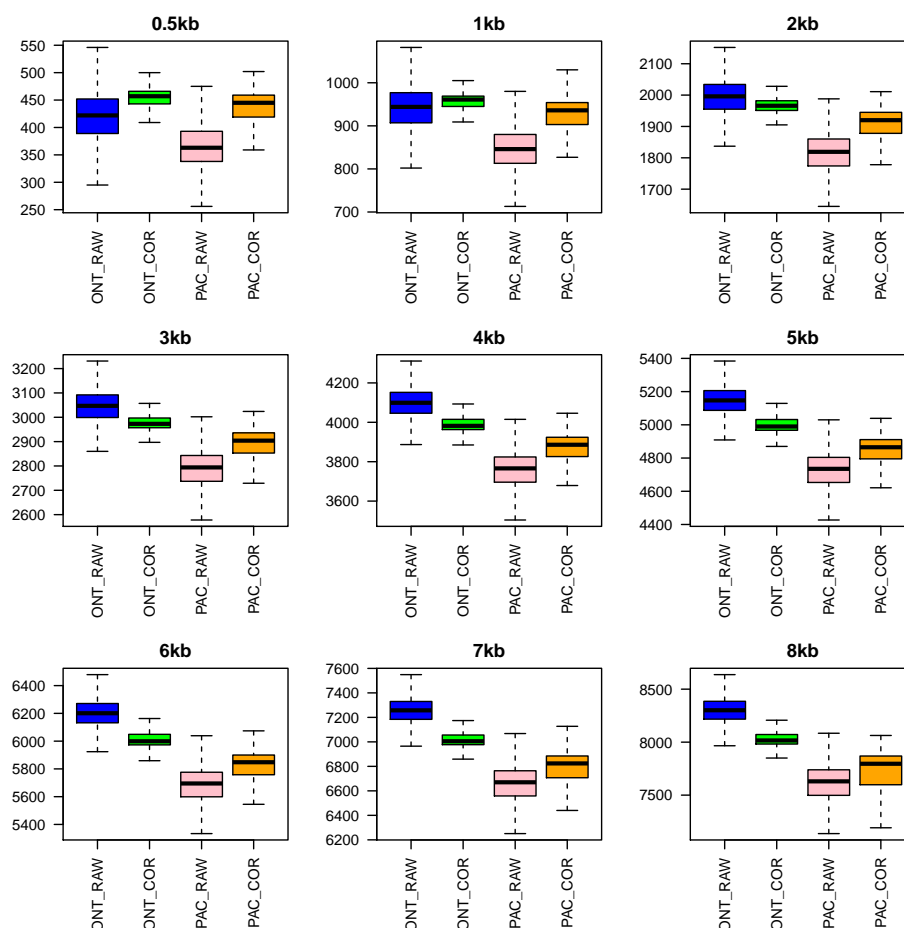 0.5kb
1kb
2kb
550
500
450
400
350
300
250
1000
900
800
700
2100
2000
1900
1800
1700
ONT_RAW
ONT_COR
PAC_RAW
PAC_COR
ONT_RAW
ONT_COR
PAC_RAW
PAC_COR
ONT_RAW
ONT_COR
PAC_RAW
PAC_COR
3kb
4kb
5kb
3200
3100
3000
2900
2800
2700
2600
4200
4000
3800
3600
5400
5200
5000
4800
4600
4400
ONT_RAW
ONT_COR
PAC_RAW
PAC_COR
ONT_RAW
ONT_COR
PAC_RAW
PAC_COR
ONT_RAW
ONT_COR
PAC_RAW
PAC_COR
6kb
7kb
8kb
6400
6200
6000
5800
5600
5400
7600
7400
7200
7000
6800
6600
6400
6200
8500
8000
7500
ONT_RAW
ONT_COR
PAC_RAW
PAC_COR
ONT_RAW
ONT_COR
PAC_RAW
PAC_COR
ONT_RAW
ONT_COR
PAC_RAW
PAC_COR